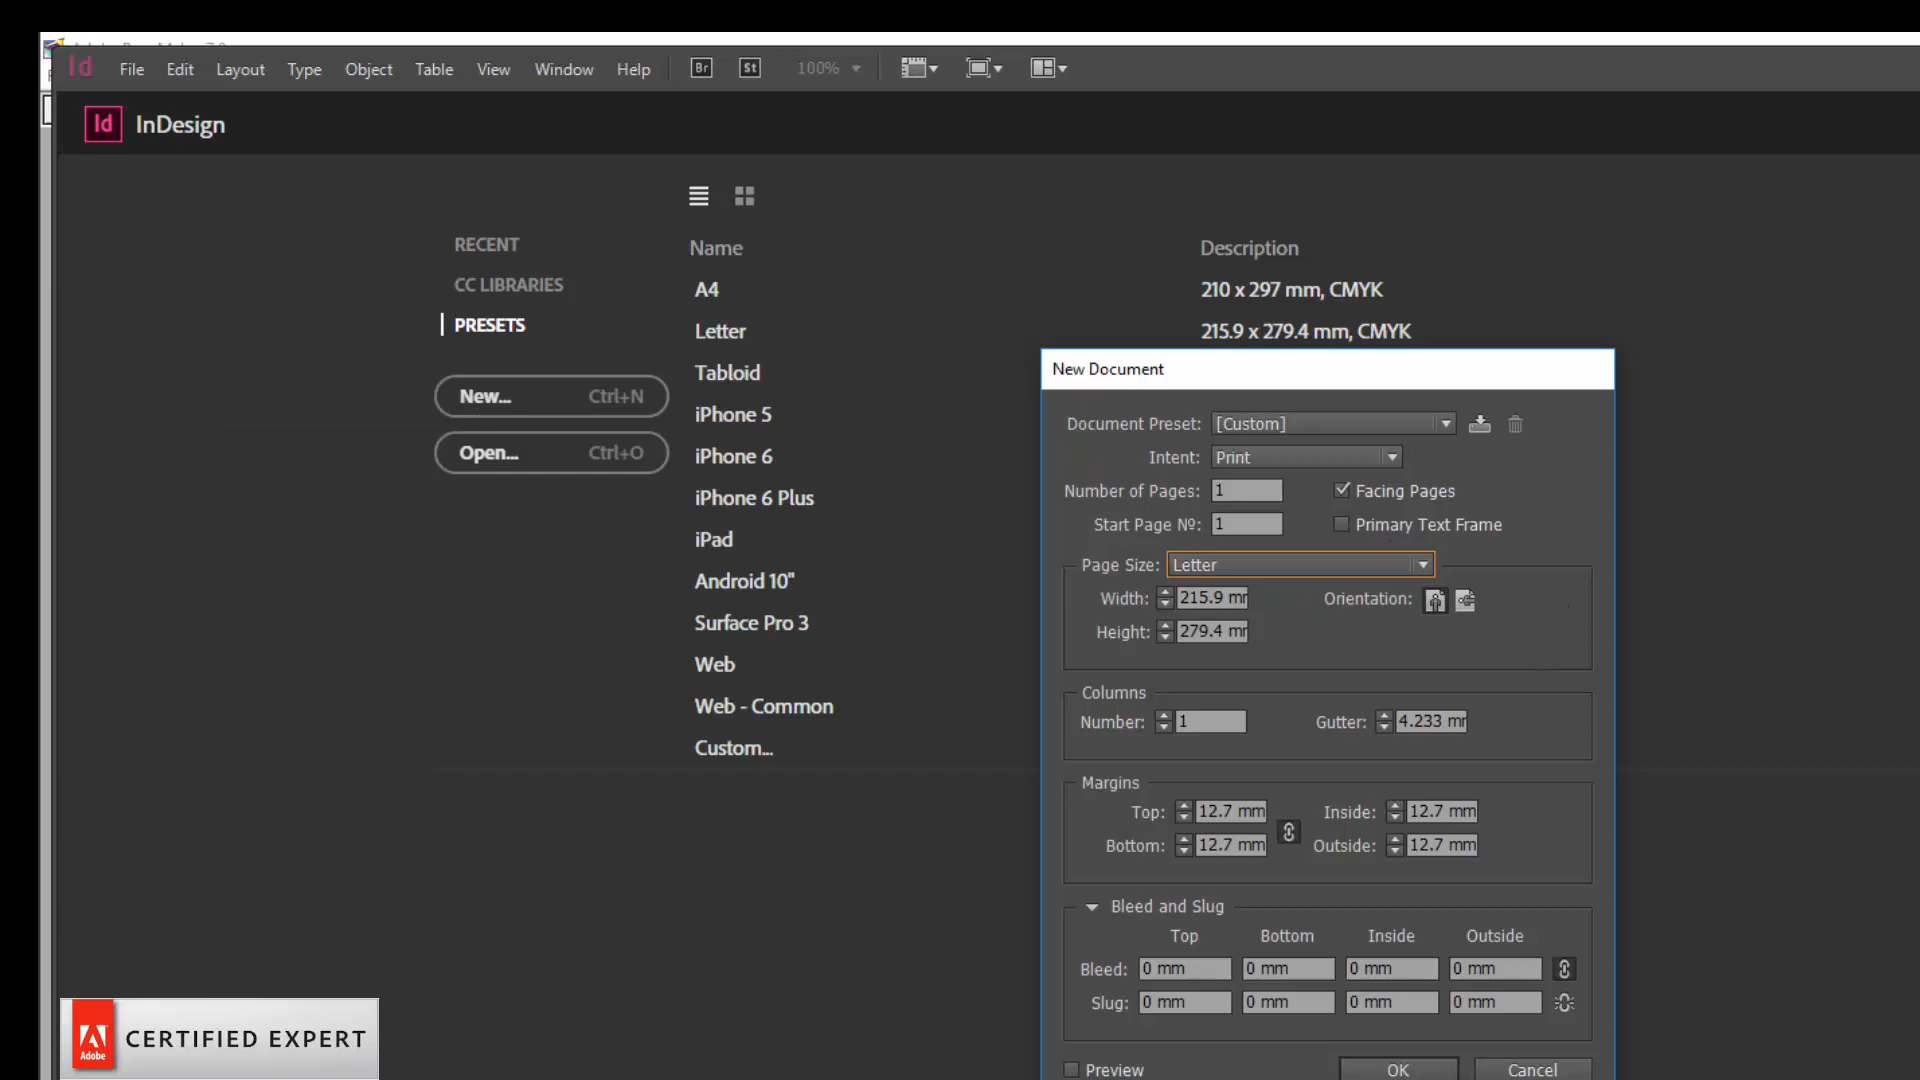 Id File Edit Layout Type Object Table View Window Help Br St 100%
Id InDesign
RECENT
CC LIBRARIES
PRESETS
New... Ctrl+N
Open... Ctrl+O
Name Description
A4 210 x 297 mm, CMYK
Letter 215.9 x 279.4 mm, CMYK
Tabloid
iPhone 5
iPhone 6
iPhone 6 Plus
iPad
Android 10"
Surface Pro 3
Web
Web - Common
Custom...
New Document
Document Preset: [Custom]
Intent: Print
Number of Pages: 1 Facing Pages
Start Page №: 1 Primary Text Frame
Page Size: Letter
Width: 215.9 mm Orientation:
Height: 279.4 mm
Columns
Number: 1 Gutter: 4.233 mm
Margins
Top: 12.7 mm Inside: 12.7 mm
Bottom: 12.7 mm Outside: 12.7 mm
Bleed and Slug
Top Bottom Inside Outside
Bleed: 0 mm 0 mm 0 mm 0 mm
Slug: 0 mm 0 mm 0 mm 0 mm
Preview OK Cancel
Adobe CERTIFIED EXPERT